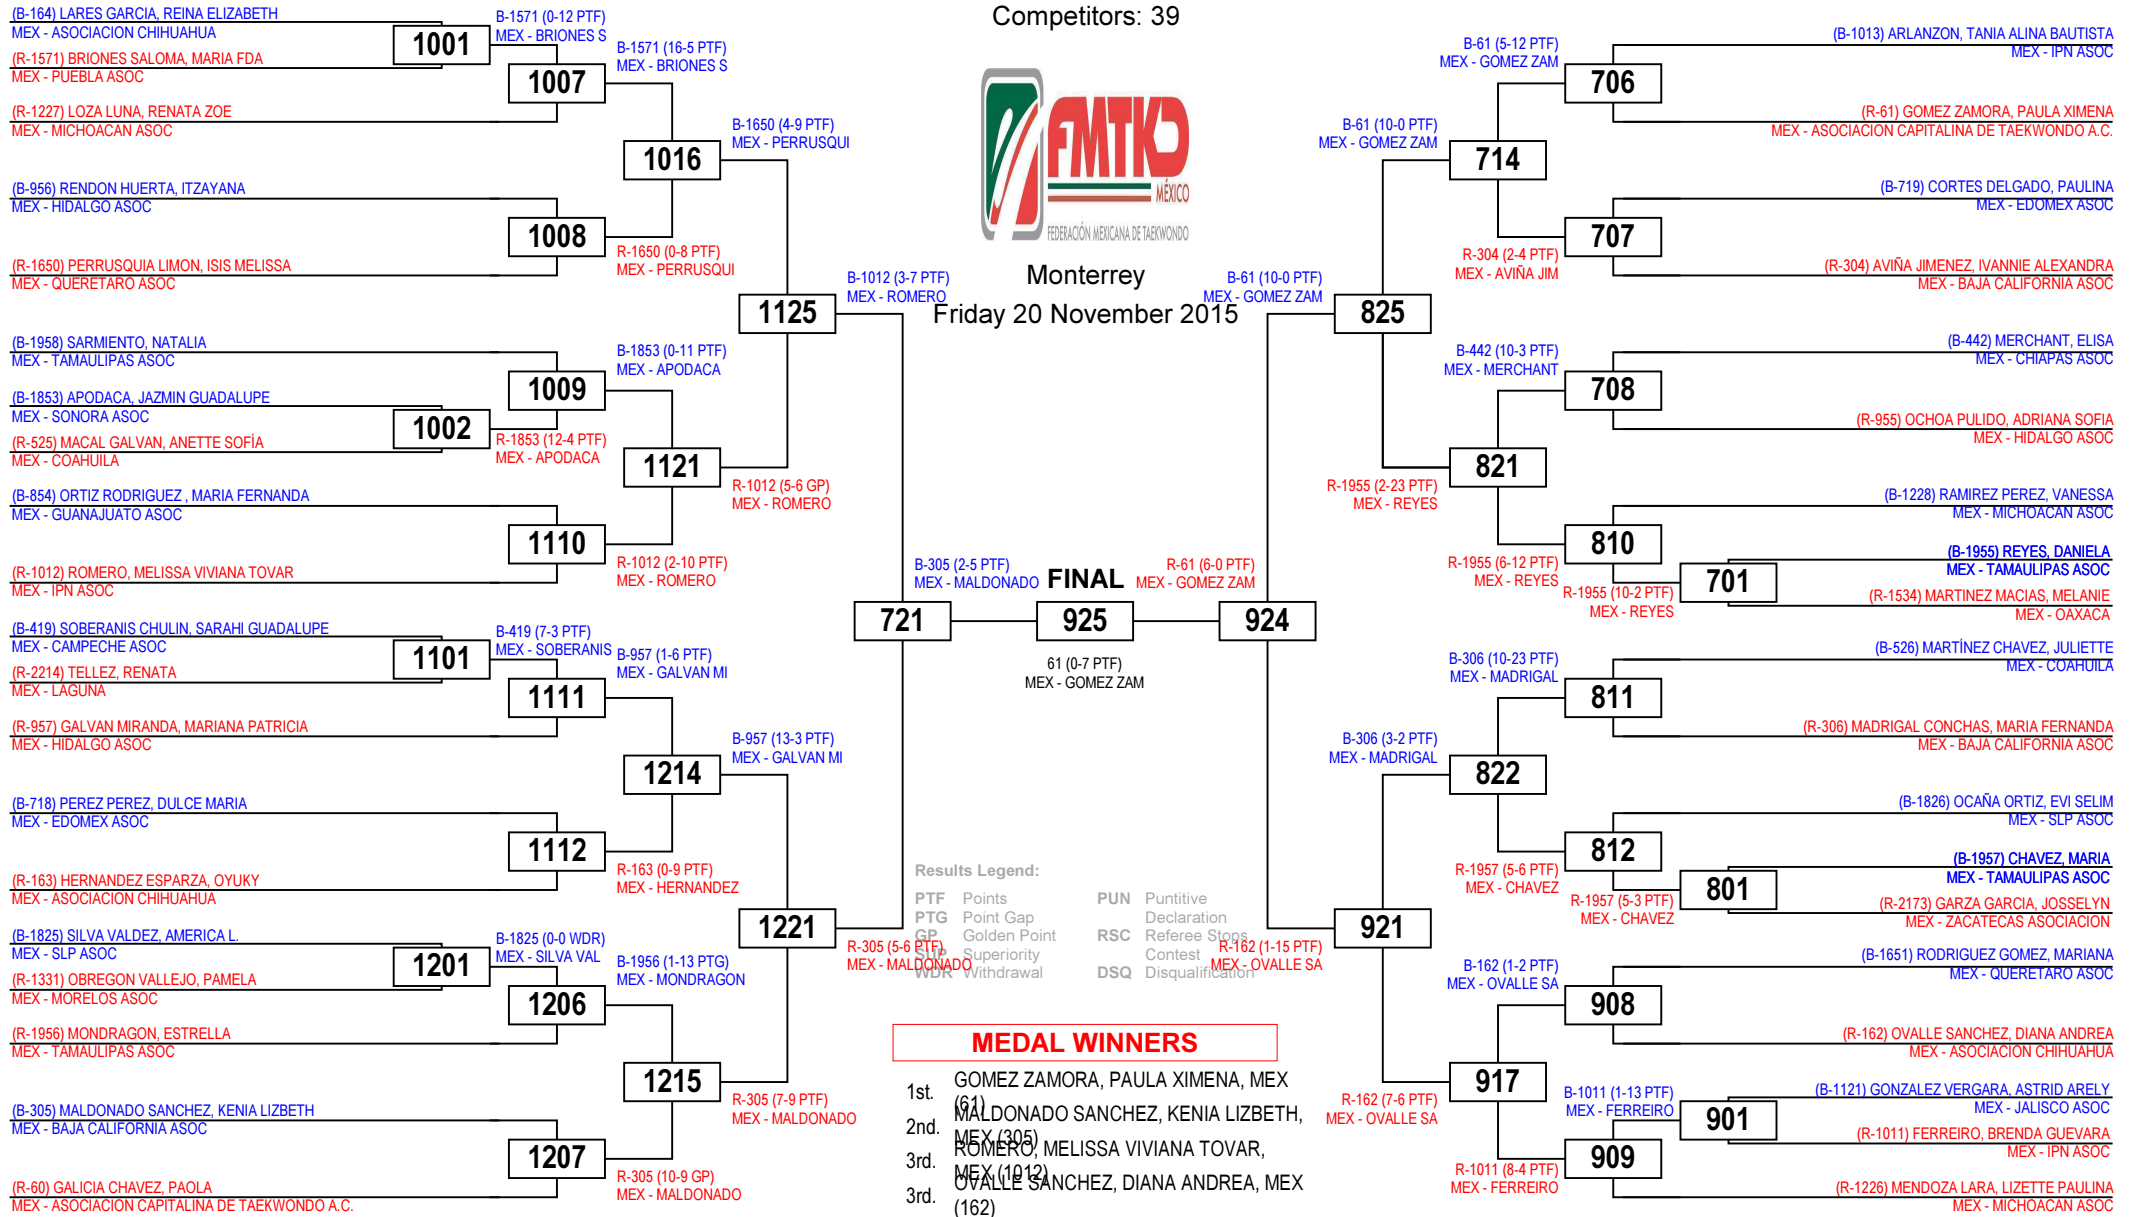 Competitors: 39
FMTKD
MÉXICO
FEDERACIÓN MEXICANA DE TAEKWONDO
Monterrey
Friday 20 November 2015
(B-164) LARES GARCIA, REINA ELIZABETH
MEX - ASOCIACION CHIHUAHUA
(R-1571) BRIONES SALOMA, MARIA FDA
MEX - PUEBLA ASOC
(R-1227) LOZA LUNA, RENATA ZOE
MEX - MICHOACAN ASOC
(B-956) RENDON HUERTA, ITZAYANA
MEX - HIDALGO ASOC
(R-1650) PERRUSQUIA LIMON, ISIS MELISSA
MEX - QUERETARO ASOC
(B-1958) SARMIENTO, NATALIA
MEX - TAMAULIPAS ASOC
(B-1853) APODACA, JAZMIN GUADALUPE
MEX - SONORA ASOC
(R-525) MACAL GALVAN, ANETTE SOFÍA
MEX - COAHUILA
(B-854) ORTIZ RODRIGUEZ , MARIA FERNANDA
MEX - GUANAJUATO ASOC
(R-1012) ROMERO, MELISSA VIVIANA TOVAR
MEX - IPN ASOC
(B-419) SOBERANIS CHULIN, SARAHI GUADALUPE
MEX - CAMPECHE ASOC
(R-2214) TELLEZ, RENATA
MEX - LAGUNA
(R-957) GALVAN MIRANDA, MARIANA PATRICIA
MEX - HIDALGO ASOC
(B-718) PEREZ PEREZ, DULCE MARIA
MEX - EDOMEX ASOC
(R-163) HERNANDEZ ESPARZA, OYUKY
MEX - ASOCIACION CHIHUAHUA
(B-1825) SILVA VALDEZ, AMERICA L.
MEX - SLP ASOC
(R-1331) OBREGON VALLEJO, PAMELA
MEX - MORELOS ASOC
(R-1956) MONDRAGON, ESTRELLA
MEX - TAMAULIPAS ASOC
(B-305) MALDONADO SANCHEZ, KENIA LIZBETH
MEX - BAJA CALIFORNIA ASOC
(R-60) GALICIA CHAVEZ, PAOLA
MEX - ASOCIACION CAPITALINA DE TAEKWONDO A.C.
1001
1002
1101
1201
B-1571 (0-12 PTF)
MEX - BRIONES S
R-1853 (12-4 PTF)
MEX - APODACA
B-419 (7-3 PTF)
MEX - SOBERANIS
B-1825 (0-0 WDR)
MEX - SILVA VAL
1007
1008
1009
1110
1111
1112
1206
1207
B-1571 (16-5 PTF)
MEX - BRIONES S
R-1650 (0-8 PTF)
MEX - PERRUSQUI
B-1853 (0-11 PTF)
MEX - APODACA
R-1012 (2-10 PTF)
MEX - ROMERO
B-957 (1-6 PTF)
MEX - GALVAN MI
R-163 (0-9 PTF)
MEX - HERNANDEZ
B-1956 (1-13 PTG)
MEX - MONDRAGON
R-305 (10-9 GP)
MEX - MALDONADO
1016
1121
1214
1215
B-1650 (4-9 PTF)
MEX - PERRUSQUI
R-1012 (5-6 GP)
MEX - ROMERO
B-957 (13-3 PTF)
MEX - GALVAN MI
R-305 (7-9 PTF)
MEX - MALDONADO
1125
1221
B-1012 (3-7 PTF)
MEX - ROMERO
R-305 (5-6 PTF)
MEX - MALDONADO
721
B-305 (2-5 PTF)
MEX - MALDONADO
FINAL
925
61 (0-7 PTF)
MEX - GOMEZ ZAM
R-61 (6-0 PTF)
MEX - GOMEZ ZAM
924
B-61 (10-0 PTF)
MEX - GOMEZ ZAM
R-162 (1-15 PTF)
MEX - OVALLE SA
825
921
B-61 (10-0 PTF)
MEX - GOMEZ ZAM
R-1955 (2-23 PTF)
MEX - REYES
B-306 (3-2 PTF)
MEX - MADRIGAL
R-162 (7-6 PTF)
MEX - OVALLE SA
714
821
822
917
B-61 (5-12 PTF)
MEX - GOMEZ ZAM
R-304 (2-4 PTF)
MEX - AVIÑA JIM
B-442 (10-3 PTF)
MEX - MERCHANT
R-1955 (6-12 PTF)
MEX - REYES
B-306 (10-23 PTF)
MEX - MADRIGAL
R-1957 (5-6 PTF)
MEX - CHAVEZ
B-162 (1-2 PTF)
MEX - OVALLE SA
R-1011 (8-4 PTF)
MEX - FERREIRO
706
707
708
810
811
812
908
909
R-1955 (10-2 PTF)
MEX - REYES
R-1957 (5-3 PTF)
MEX - CHAVEZ
B-1011 (1-13 PTF)
MEX - FERREIRO
701
801
901
(B-1013) ARLANZON, TANIA ALINA BAUTISTA
MEX - IPN ASOC
(R-61) GOMEZ ZAMORA, PAULA XIMENA
MEX - ASOCIACION CAPITALINA DE TAEKWONDO A.C.
(B-719) CORTES DELGADO, PAULINA
MEX - EDOMEX ASOC
(R-304) AVIÑA JIMENEZ, IVANNIE ALEXANDRA
MEX - BAJA CALIFORNIA ASOC
(B-442) MERCHANT, ELISA
MEX - CHIAPAS ASOC
(R-955) OCHOA PULIDO, ADRIANA SOFIA
MEX - HIDALGO ASOC
(B-1228) RAMIREZ PEREZ, VANESSA
MEX - MICHOACAN ASOC
(B-1955) REYES, DANIELA
MEX - TAMAULIPAS ASOC
(R-1534) MARTINEZ MACIAS, MELANIE
MEX - OAXACA
(B-526) MARTÍNEZ CHAVEZ, JULIETTE
MEX - COAHUILA
(R-306) MADRIGAL CONCHAS, MARIA FERNANDA
MEX - BAJA CALIFORNIA ASOC
(B-1826) OCAÑA ORTIZ, EVI SELIM
MEX - SLP ASOC
(B-1957) CHAVEZ, MARIA
MEX - TAMAULIPAS ASOC
(R-2173) GARZA GARCIA, JOSSELYN
MEX - ZACATECAS ASOCIACION
(B-1651) RODRIGUEZ GOMEZ, MARIANA
MEX - QUERETARO ASOC
(R-162) OVALLE SANCHEZ, DIANA ANDREA
MEX - ASOCIACION CHIHUAHUA
(B-1121) GONZALEZ VERGARA, ASTRID ARELY
MEX - JALISCO ASOC
(R-1011) FERREIRO, BRENDA GUEVARA
MEX - IPN ASOC
(R-1226) MENDOZA LARA, LIZETTE PAULINA
MEX - MICHOACAN ASOC
Results Legend:
PTF Points
PTG Point Gap
GP Golden Point
SUP Superiority
WDR Withdrawal
PUN Puntitive
Declaration
RSC Referee Stops
Contest
DSQ Disqualification
MEDAL WINNERS
1st. GOMEZ ZAMORA, PAULA XIMENA, MEX
(61)
2nd. MALDONADO SANCHEZ, KENIA LIZBETH,
MEX (305)
3rd. ROMERO, MELISSA VIVIANA TOVAR,
MEX (1012)
3rd. OVALLE SANCHEZ, DIANA ANDREA, MEX
(162)